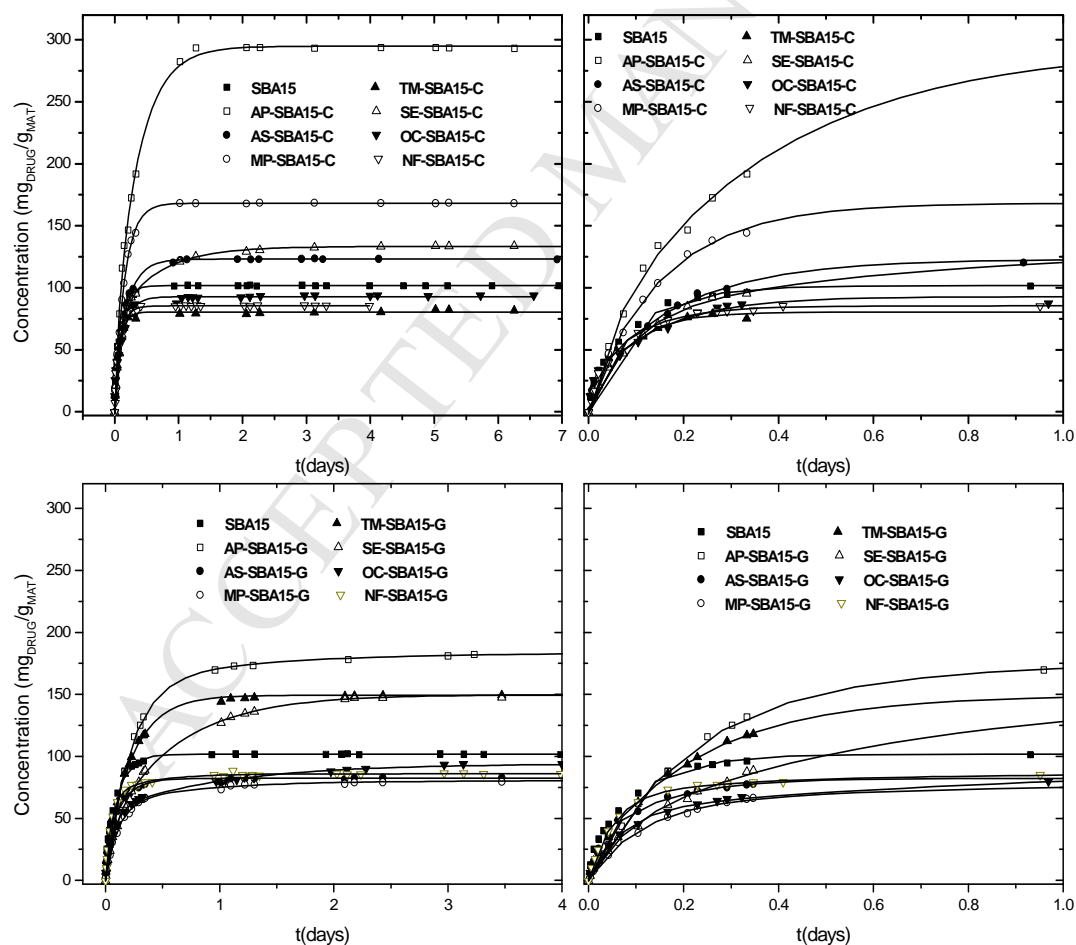 300
250
200
150
100
50
0
Concentration (mg_DRUG/g_MAT)
SBA15
AP-SBA15-C
AS-SBA15-C
MP-SBA15-C
TM-SBA15-C
SE-SBA15-C
OC-SBA15-C
NF-SBA15-C
0 1 2 3 4 5 6 7
t(days)
SBA15
AP-SBA15-C
AS-SBA15-C
MP-SBA15-C
TM-SBA15-C
SE-SBA15-C
OC-SBA15-C
NF-SBA15-C
0.0 0.2 0.4 0.6 0.8 1.0
t(days)
300
250
200
150
100
50
0
Concentration (mg_DRUG/g_MAT)
SBA15
AP-SBA15-G
AS-SBA15-G
MP-SBA15-G
TM-SBA15-G
SE-SBA15-G
OC-SBA15-G
NF-SBA15-G
0 1 2 3 4
t(days)
SBA15
AP-SBA15-G
AS-SBA15-G
MP-SBA15-G
TM-SBA15-G
SE-SBA15-G
OC-SBA15-G
NF-SBA15-G
0.0 0.2 0.4 0.6 0.8 1.0
t(days)
ACCEPTED MAN